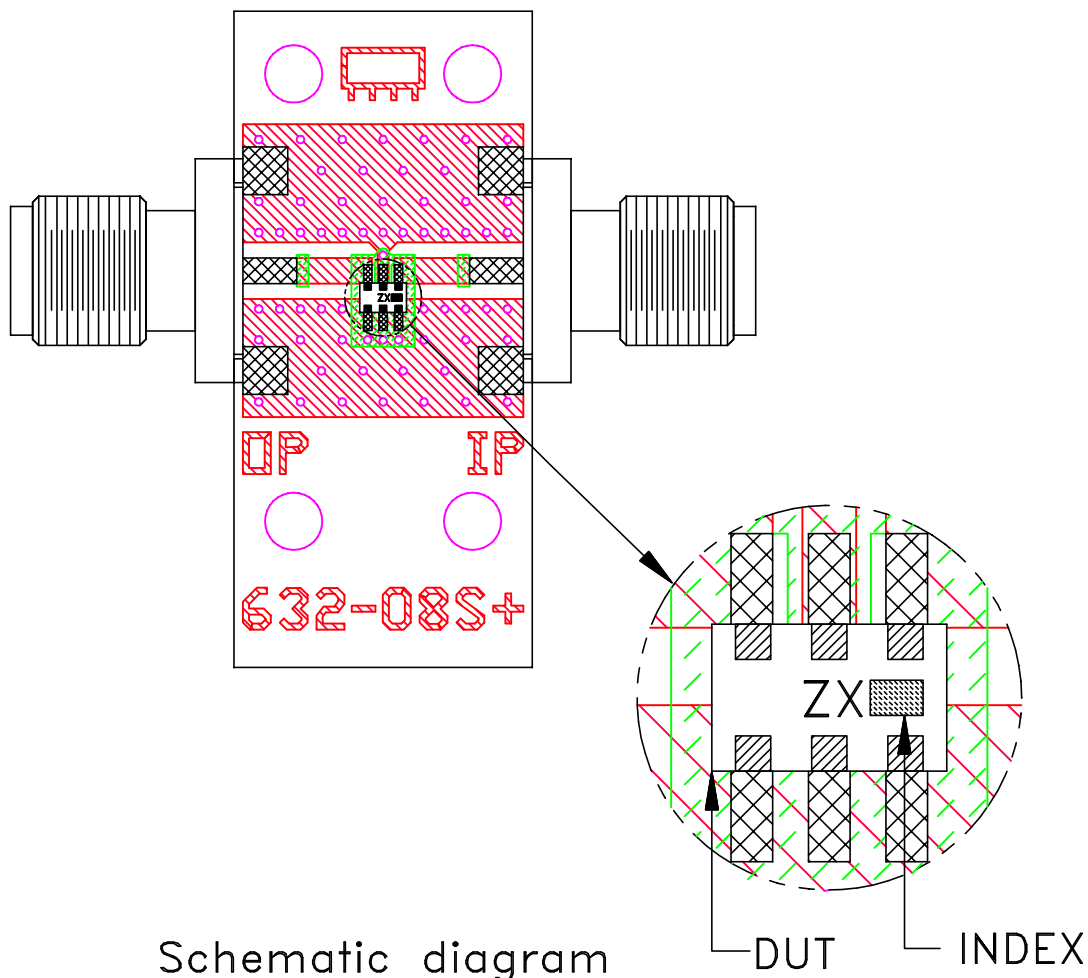 ZX
OP IP
632-08S+
ZX
DUT INDEX
Schematic diagram